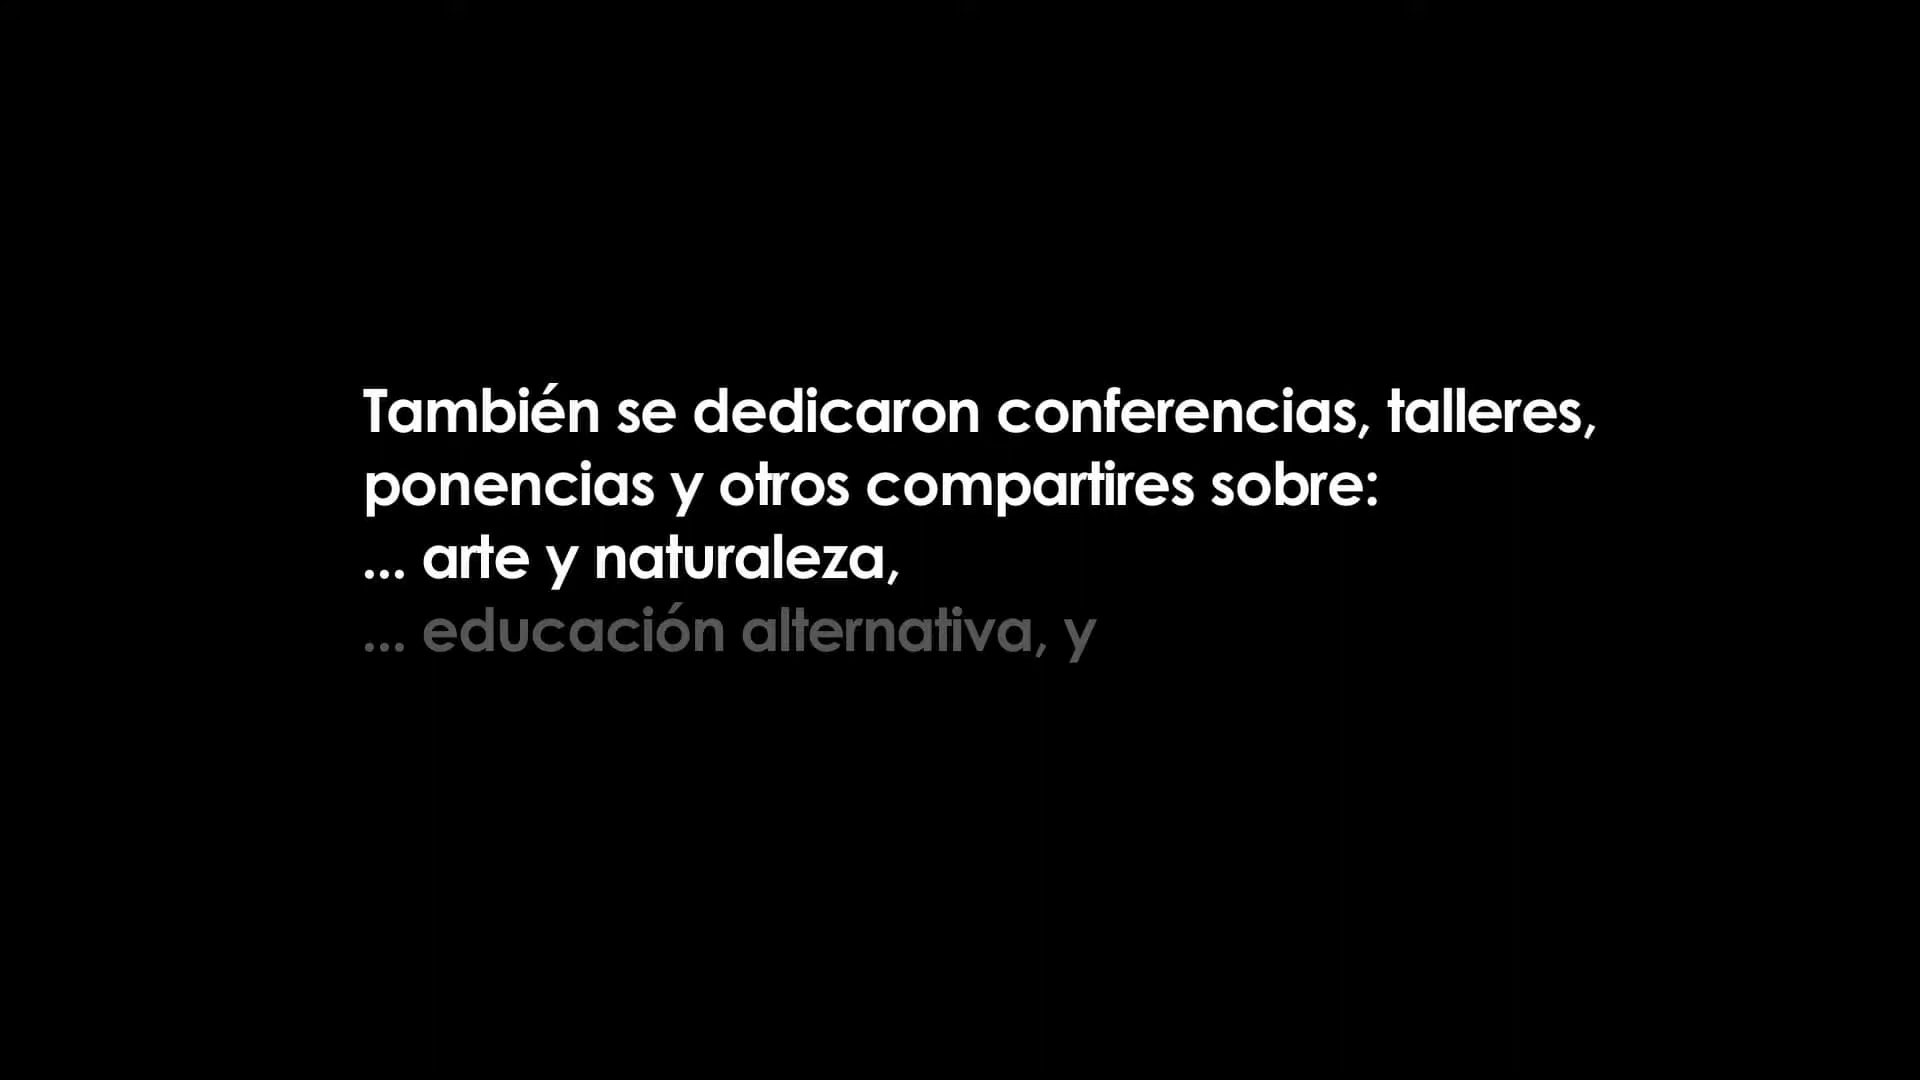 También se dedicaron conferencias, talleres,
ponencias y otros compartires sobre:
... arte y naturaleza,
... educación alternativa, y